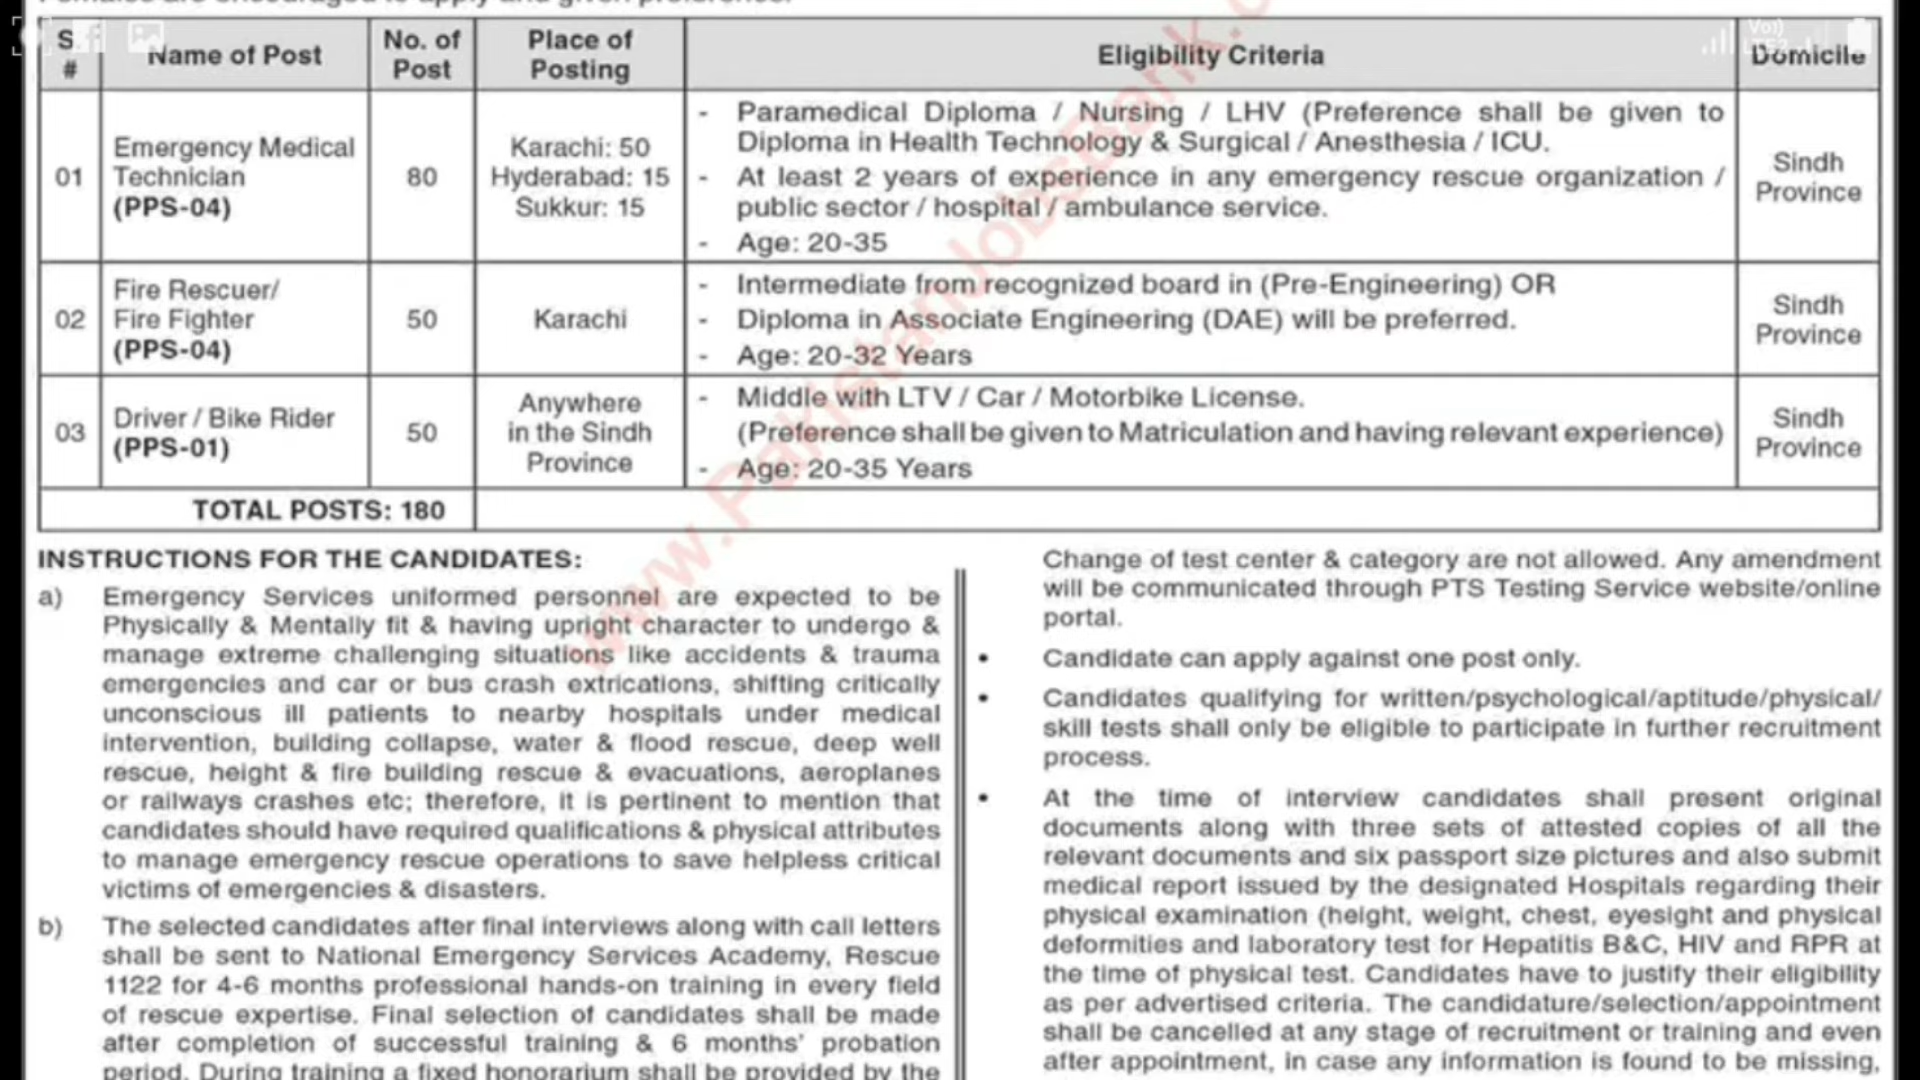 Females are encouraged to apply and given preference.
S. # Name of Post No. of Post Place of Posting Eligibility Criteria Domicile
01
Emergency Medical
Technician
(PPS-04)
80
Karachi: 50
Hyderabad: 15
Sukkur: 15
- Paramedical Diploma / Nursing / LHV (Preference shall be given to
Diploma in Health Technology & Surgical / Anesthesia / ICU.
- At least 2 years of experience in any emergency rescue organization /
public sector / hospital / ambulance service.
- Age: 20-35
Sindh
Province
02
Fire Rescuer/
Fire Fighter
(PPS-04)
50
Karachi
- Intermediate from recognized board in (Pre-Engineering) OR
- Diploma in Associate Engineering (DAE) will be preferred.
- Age: 20-32 Years
Sindh
Province
03
Driver / Bike Rider
(PPS-01)
50
Anywhere
in the Sindh
Province
- Middle with LTV / Car / Motorbike License.
(Preference shall be given to Matriculation and having relevant experience)
- Age: 20-35 Years
Sindh
Province
TOTAL POSTS: 180
INSTRUCTIONS FOR THE CANDIDATES:
a) Emergency Services uniformed personnel are expected to be
Physically & Mentally fit & having upright character to undergo &
manage extreme challenging situations like accidents & trauma
emergencies and car or bus crash extrications, shifting critically
unconscious ill patients to nearby hospitals under medical
intervention, building collapse, water & flood rescue, deep well
rescue, height & fire building rescue & evacuations, aeroplanes
or railways crashes etc; therefore, it is pertinent to mention that
candidates should have required qualifications & physical attributes
to manage emergency rescue operations to save helpless critical
victims of emergencies & disasters.
b) The selected candidates after final interviews along with call letters
shall be sent to National Emergency Services Academy, Rescue
1122 for 4-6 months professional hands-on training in every field
of rescue expertise. Final selection of candidates shall be made
after completion of successful training & 6 months' probation
period. During training a fixed honorarium shall be provided by the
Change of test center & category are not allowed. Any amendment
will be communicated through PTS Testing Service website/online
portal.
• Candidate can apply against one post only.
• Candidates qualifying for written/psychological/aptitude/physical/
skill tests shall only be eligible to participate in further recruitment
process.
• At the time of interview candidates shall present original
documents along with three sets of attested copies of all the
relevant documents and six passport size pictures and also submit
medical report issued by the designated Hospitals regarding their
physical examination (height, weight, chest, eyesight and physical
deformities and laboratory test for Hepatitis B&C, HIV and RPR at
the time of physical test. Candidates have to justify their eligibility
as per advertised criteria. The candidature/selection/appointment
shall be cancelled at any stage of recruitment or training and even
after appointment, in case any information is found to be missing,
www.PakistanJobsBank.c